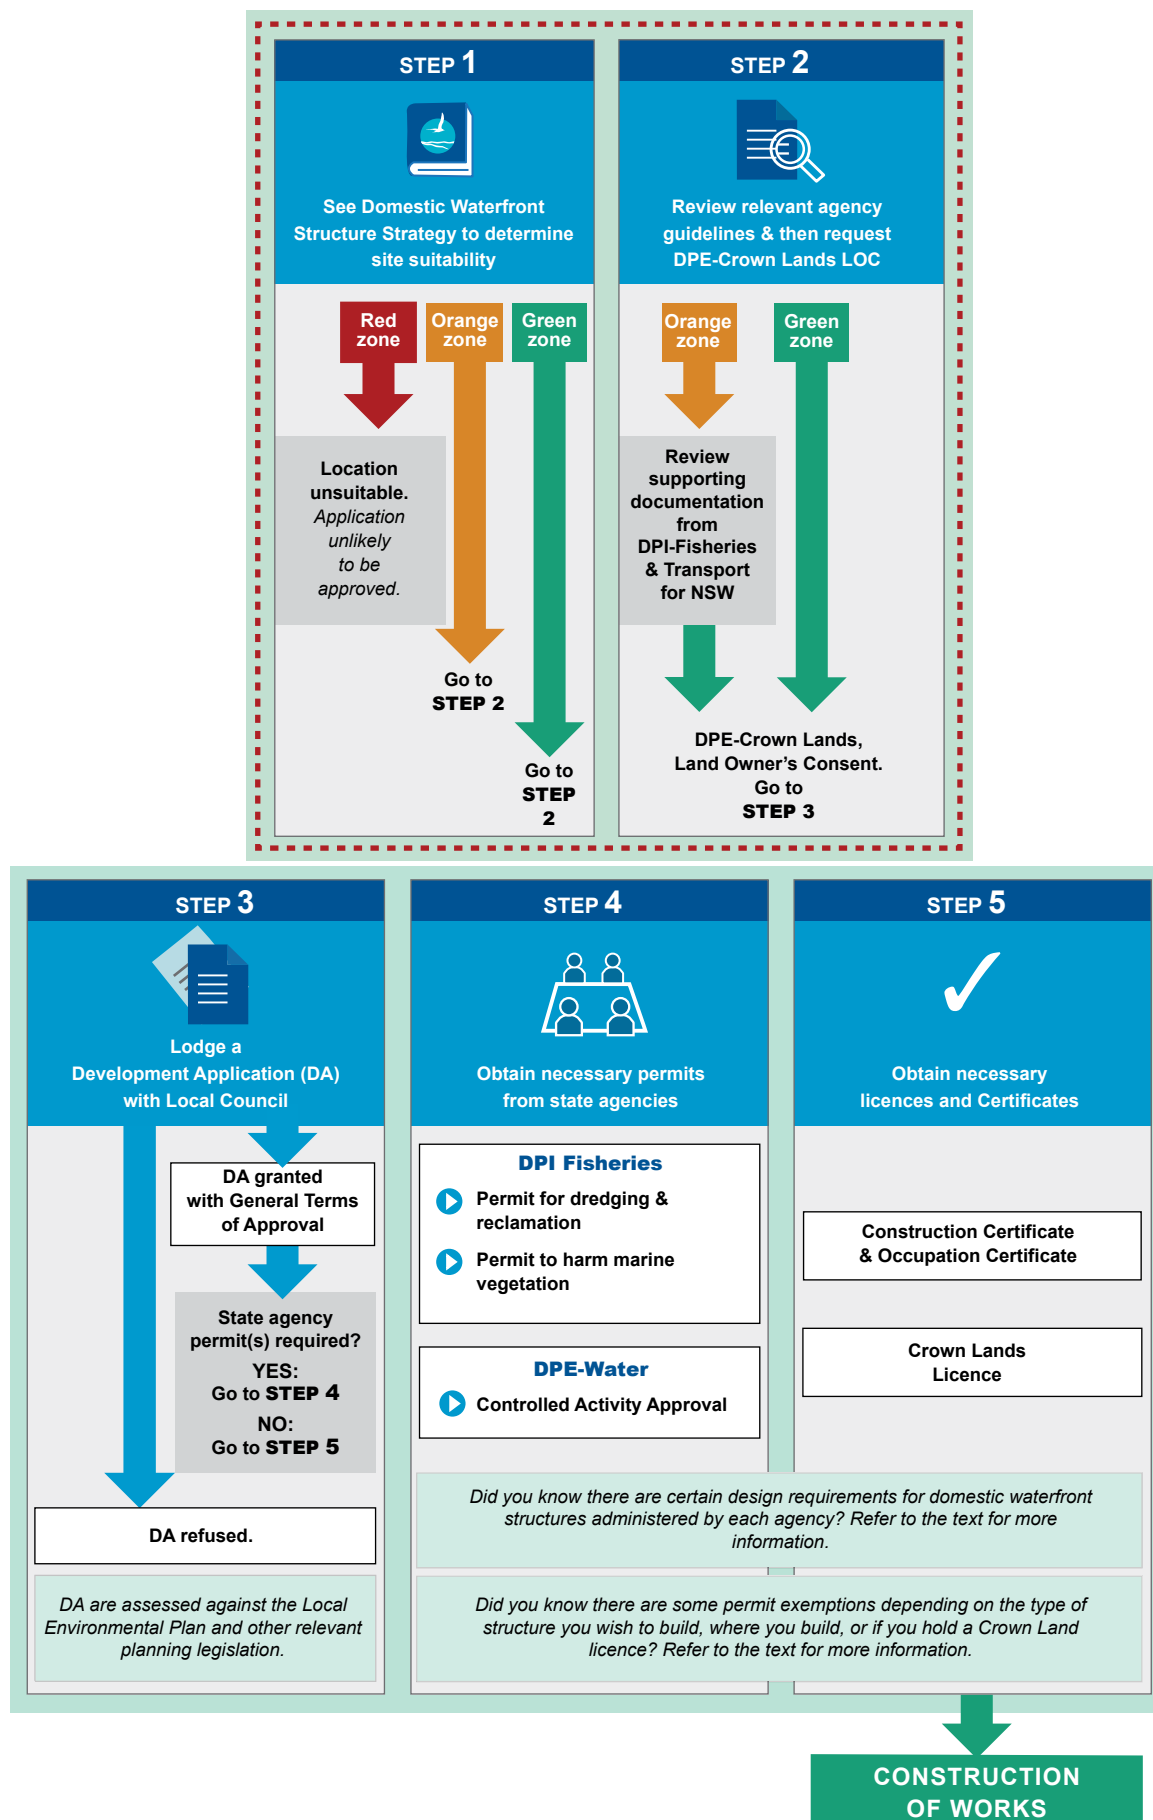 STEP 1
See Domestic Waterfront
Structure Strategy to determine
site suitability
Red
zone
Orange
zone
Green
zone
Location
unsuitable.
Application
unlikely
to be
approved.
Go to
STEP 2
Go to
STEP
2
STEP 2
Review relevant agency
guidelines & then request
DPE-Crown Lands LOC
Orange
zone
Green
zone
Review
supporting
documentation
from
DPI-Fisheries
& Transport
for NSW
DPE-Crown Lands,
Land Owner’s Consent.
Go to
STEP 3
STEP 3
Lodge a
Development Application (DA)
with Local Council
DA granted
with General Terms
of Approval
State agency
permit(s) required?
YES:
Go to STEP 4
NO:
Go to STEP 5
DA refused.
DA are assessed against the Local
Environmental Plan and other relevant
planning legislation.
STEP 4
Obtain necessary permits
from state agencies
DPI Fisheries
Permit for dredging &
reclamation
Permit to harm marine
vegetation
DPE-Water
Controlled Activity Approval
STEP 5
Obtain necessary
licences and Certificates
Construction Certificate
& Occupation Certificate
Crown Lands
Licence
Did you know there are certain design requirements for domestic waterfront
structures administered by each agency? Refer to the text for more
information.
Did you know there are some permit exemptions depending on the type of
structure you wish to build, where you build, or if you hold a Crown Land
licence? Refer to the text for more information.
CONSTRUCTION
OF WORKS